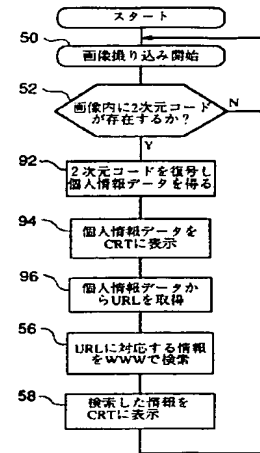 スタート
50
画像撮り込み開始
52
画像内に2次元コード
が存在するか？
N
Y
92
2次元コードを復号し
個人情報データを得る
94
個人情報データを
CRTに表示
96
個人情報データか
らURLを取得
56
URLに対応する情報
をWWWで検索
58
検索した情報を
CRTに表示